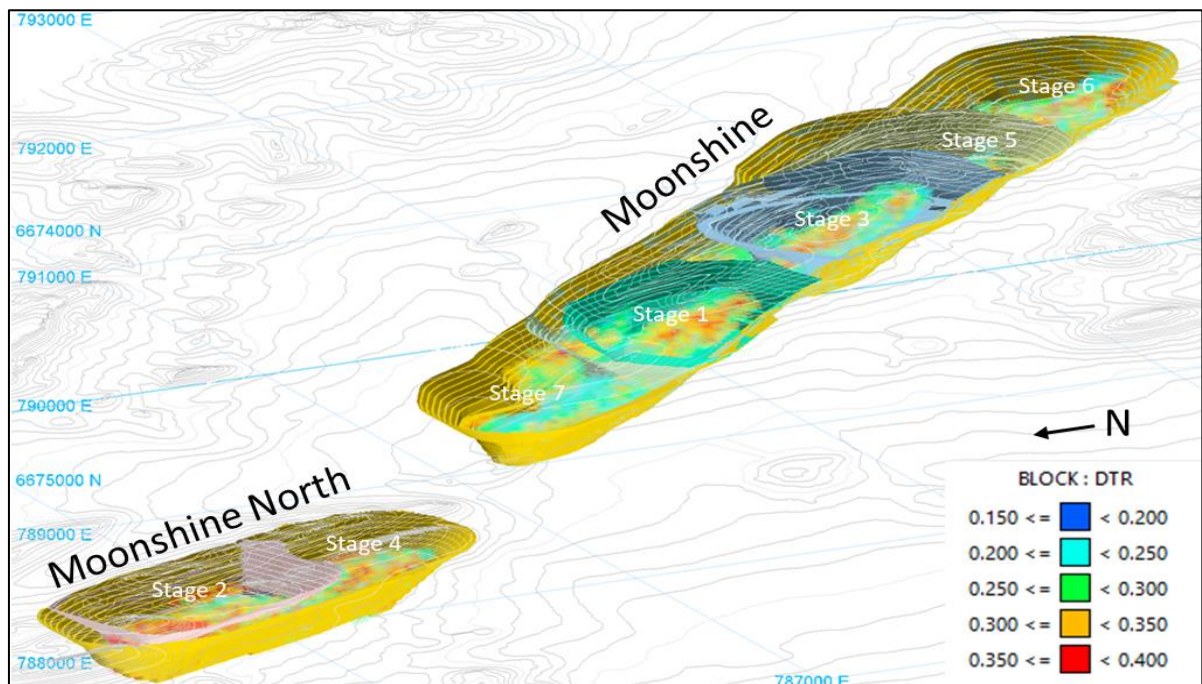 793000 E
Stage 6
792000 E
Stage 5
Moonshine
6674000 N
Stage 3
791000 E
Stage 1
790000 E
Stage 7
N
6675000 N
Moonshine North
789000 E
Stage 4
Stage 2
788000 E
787000 E
BLOCK : DTR
0.150 <= < 0.200
0.200 <= < 0.250
0.250 <= < 0.300
0.300 <= < 0.350
0.350 <= < 0.400